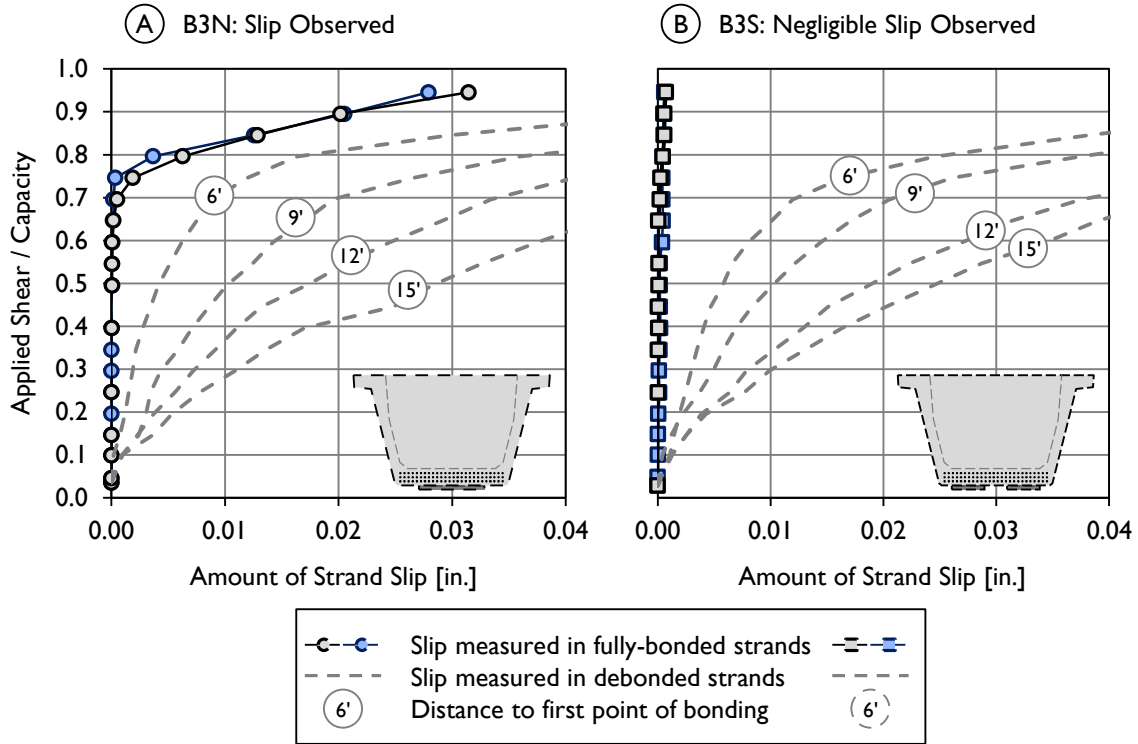 A B3N: Slip Observed
B B3S: Negligible Slip Observed
Applied Shear / Capacity
1.0
0.9
0.8
0.7
0.6
0.5
0.4
0.3
0.2
0.1
0.0
6'
9'
12'
15'
6'
9'
12'
15'
0.00 0.01 0.02 0.03 0.04
0.00 0.01 0.02 0.03 0.04
Amount of Strand Slip [in.]
Amount of Strand Slip [in.]
Slip measured in fully-bonded strands
Slip measured in debonded strands
6' Distance to first point of bonding 6'